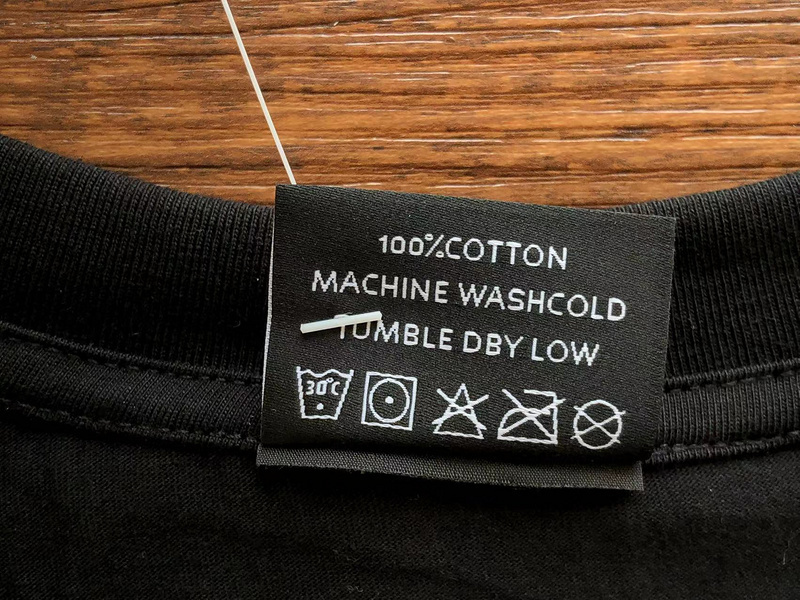 100%COTTON
MACHINE WASHCOLD
TUMBLE DBY LOW
30°C